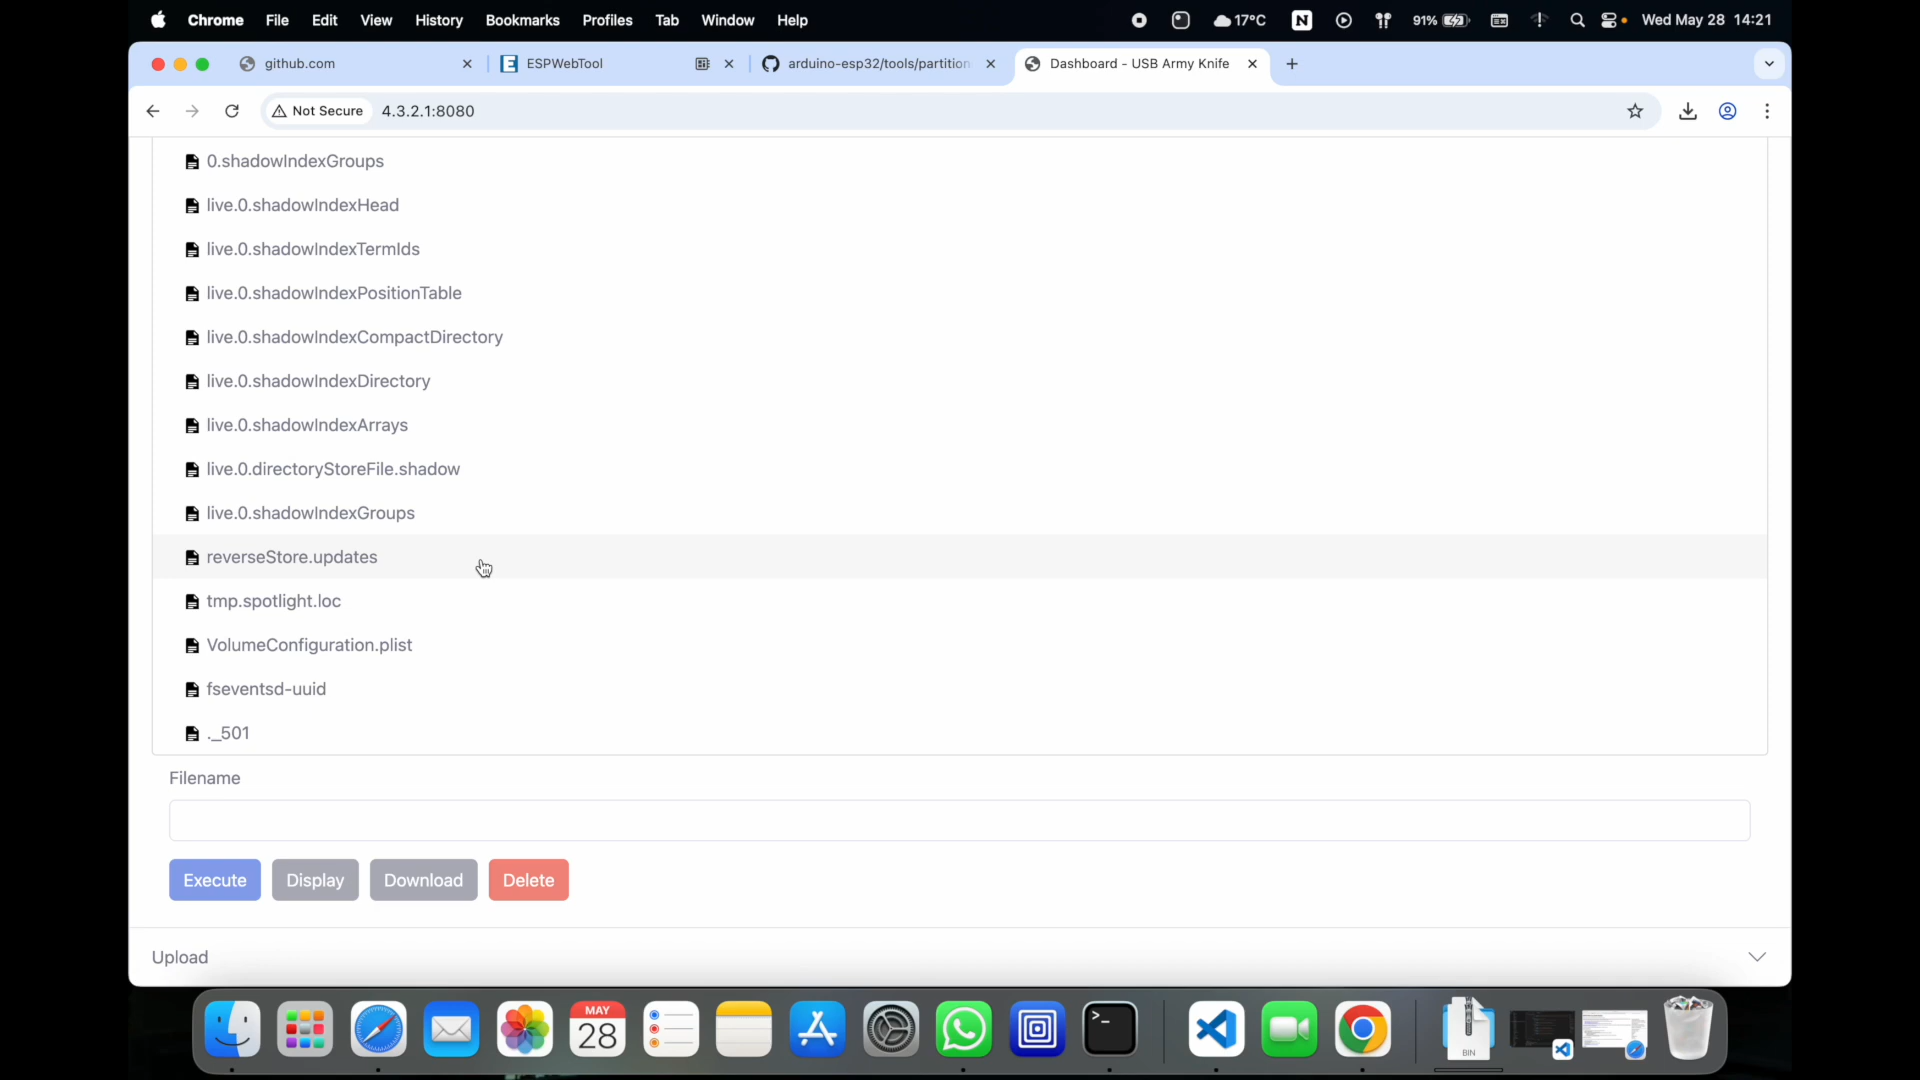 Chrome File Edit View History Bookmarks Profiles Tab Window Help 17°C 91% Wed May 28 14:21
github.com ESPWebTool arduino-esp32/tools/partition Dashboard - USB Army Knife
Not Secure 4.3.2.1:8080
0.shadowIndexGroups
live.0.shadowIndexHead
live.0.shadowIndexTermIds
live.0.shadowIndexPositionTable
live.0.shadowIndexCompactDirectory
live.0.shadowIndexDirectory
live.0.shadowIndexArrays
live.0.directoryStoreFile.shadow
live.0.shadowIndexGroups
reverseStore.updates
tmp.spotlight.loc
VolumeConfiguration.plist
fseventsd-uuid
._501
Filename
Execute Display Download Delete
Upload
MAY
28
BIN